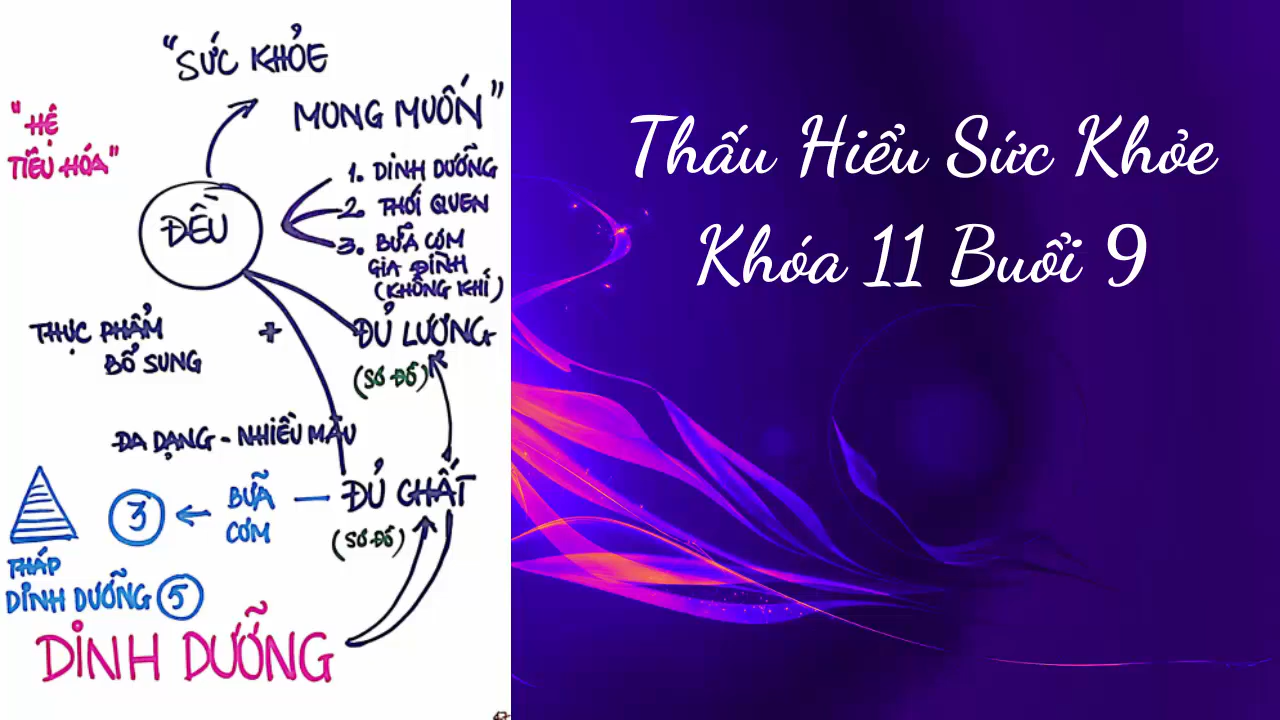 "SỨC KHỎE
MONG MUỐN"
"HỆ
TIÊU HÓA"
ĐỀU
1. DINH DƯỠNG
2. THÓI QUEN
3. BỮA CƠM
GIA ĐÌNH
(KHÔNG KHÍ)
THỰC PHẨM
BỔ SUNG
+
ĐỦ LƯỢNG
(SƠ ĐỒ)
ĐA DẠNG - NHIỀU MÀU
ĐỦ CHẤT
(SƠ ĐỒ)
BỮA
CƠM
3
THÁP
DINH DƯỠNG 5
DINH DƯỠNG
Thấu Hiểu Sức Khỏe
Khóa 11 Buổi 9